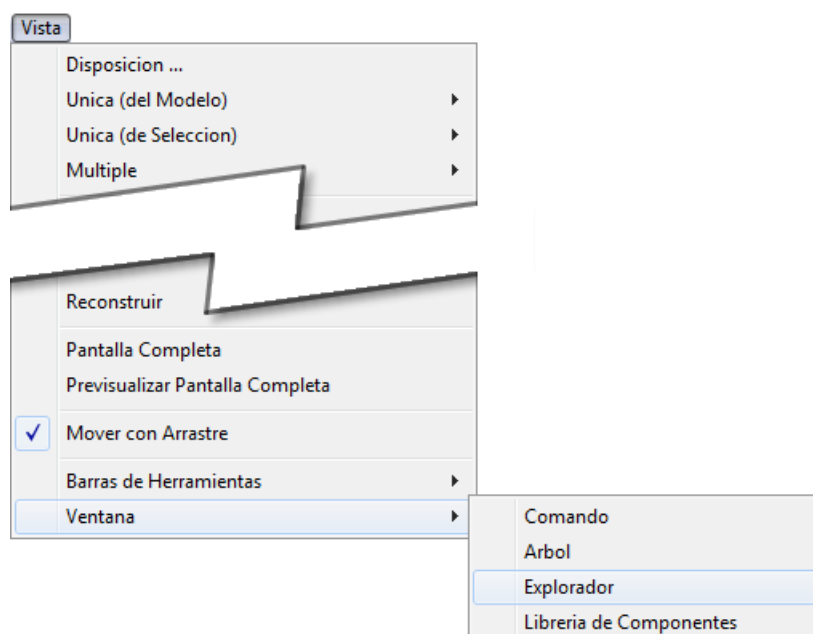 Vista
Disposicion ...
Unica (del Modelo)
Unica (de Seleccion)
Multiple
Reconstruir
Pantalla Completa
Previsualizar Pantalla Completa
Mover con Arrastre
Barras de Herramientas
Ventana
Comando
Arbol
Explorador
Libreria de Componentes